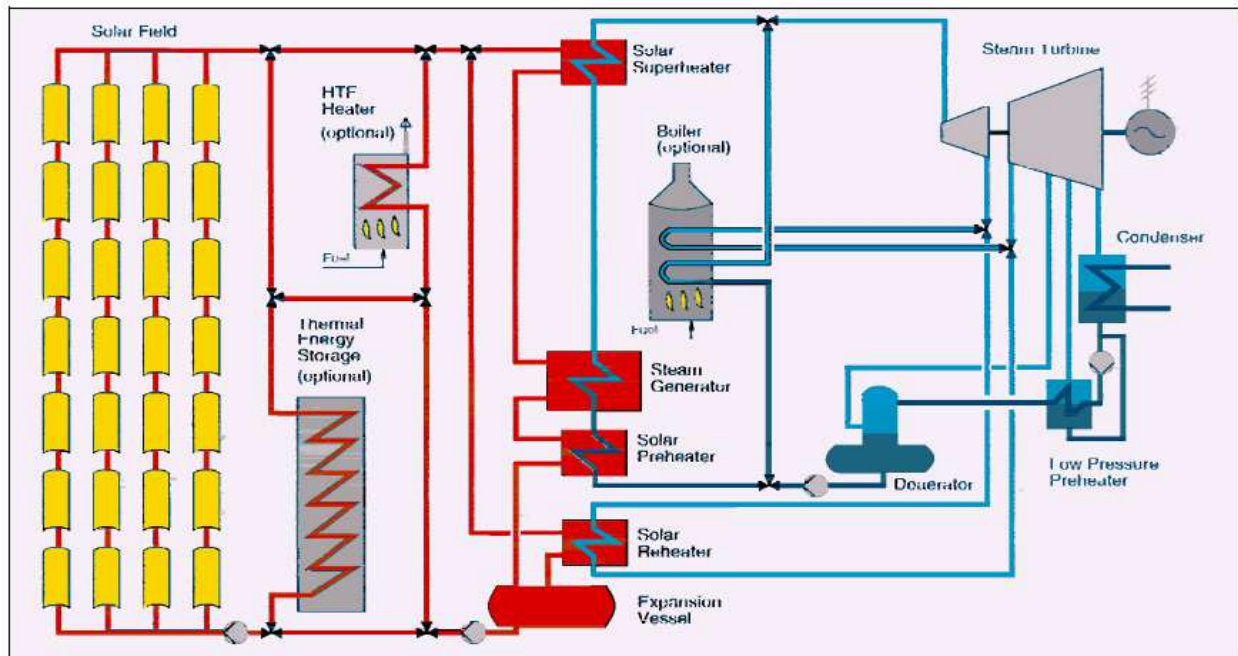 Solar Field
HTF
Heater
(optional)
Fuel
Thermal
Energy
Storage
(optional)
Solar
Superheater
Boiler
(optional)
Fuel
Steam
Generator
Solar
Preheater
Solar
Reheater
Expansion
Vessel
Steam
Turbine
Condenser
Low Pressure
Preheater
Deaerator